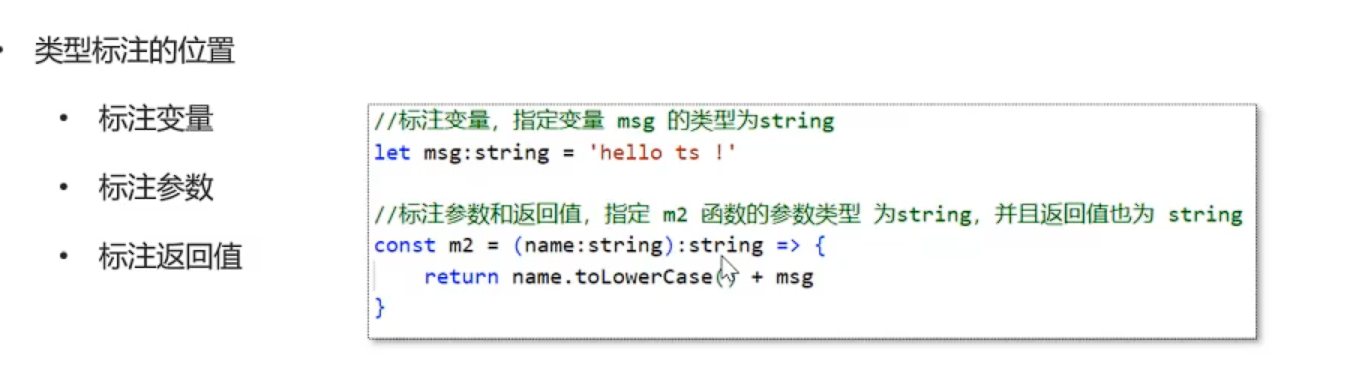 • 类型标注的位置
• 标注变量
• 标注参数
• 标注返回值
//标注变量，指定变量 msg 的类型为string
let msg:string = 'hello ts !'
//标注参数和返回值，指定 m2 函数的参数类型 为string，并且返回值也为 string
const m2 = (name:string):string => {
return name.toLowerCase() + msg
}